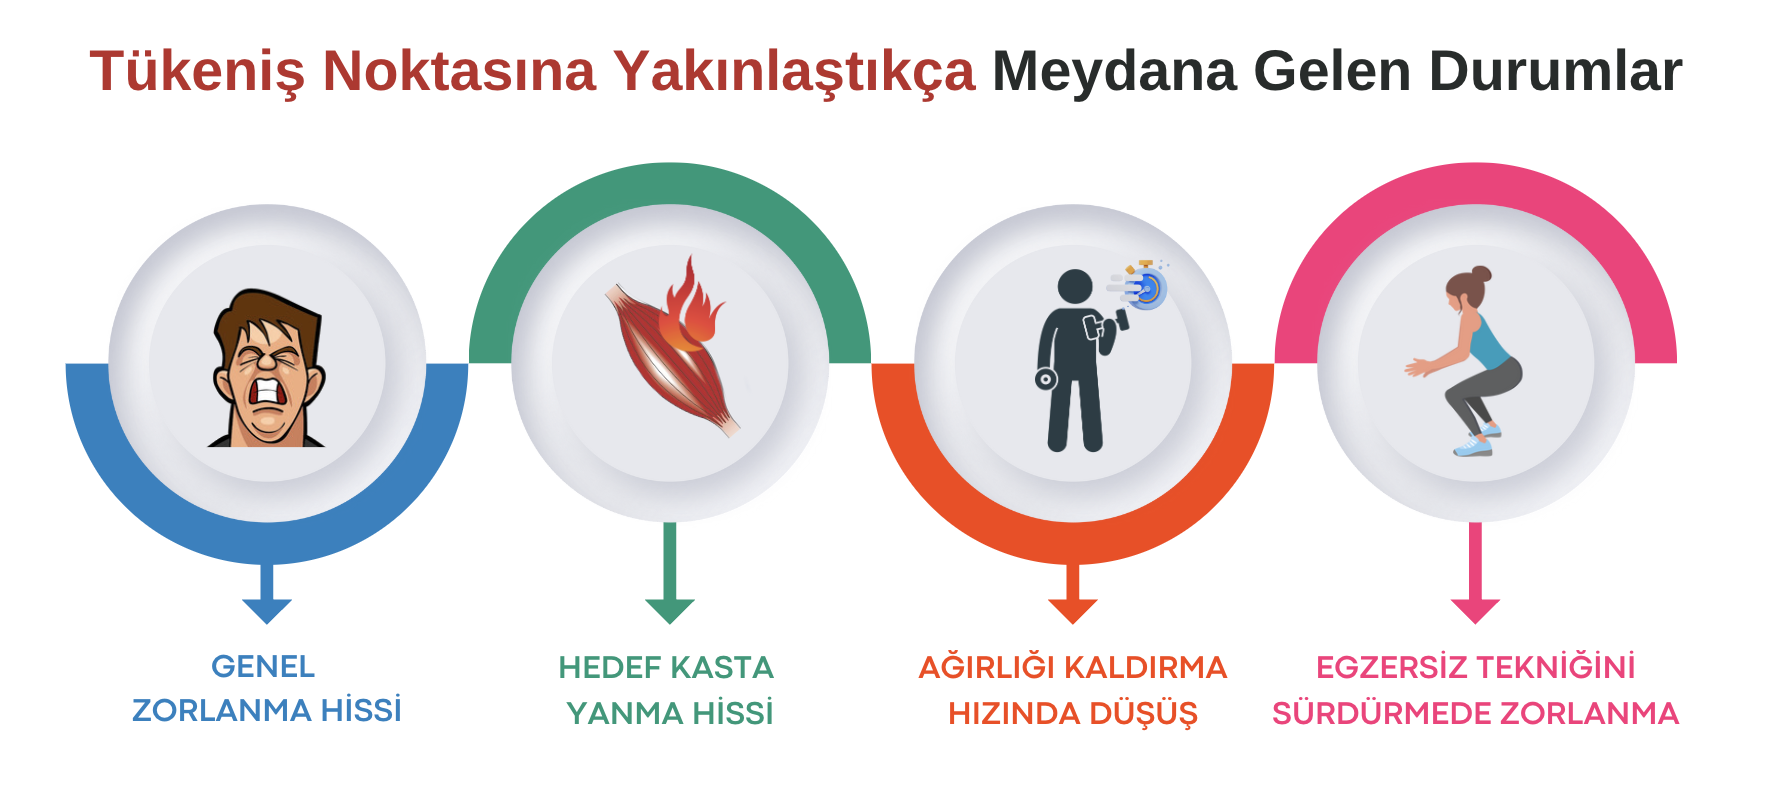 Tükeniş Noktasına Yakınlaştıkça Meydana Gelen Durumlar
GENEL
ZORLANMA HİSSİ
HEDEF KASTA
YANMA HİSSİ
AĞIRLIĞI KALDIRMA
HIZINDA DÜŞÜŞ
EGZERSİZ TEKNİĞİNİ
SÜRDÜRMEDE ZORLANMA